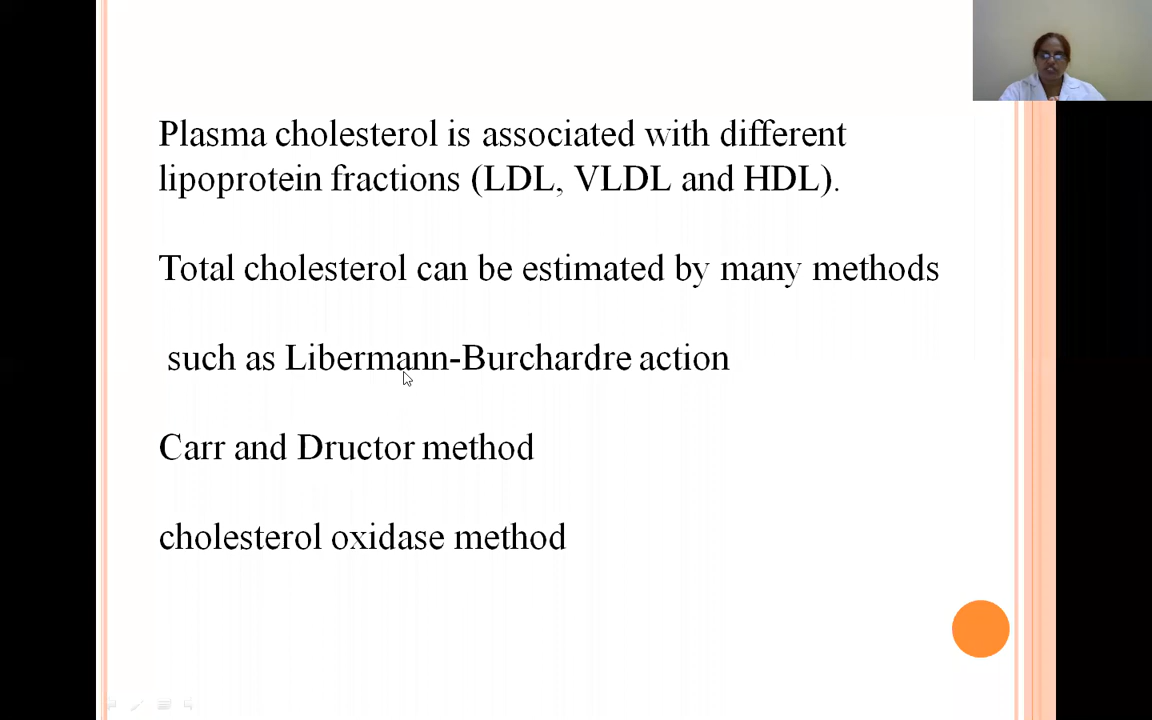 Plasma cholesterol is associated with different
lipoprotein fractions (LDL, VLDL and HDL).
Total cholesterol can be estimated by many methods
such as Libermann-Burchardre action
Carr and Dructor method
cholesterol oxidase method